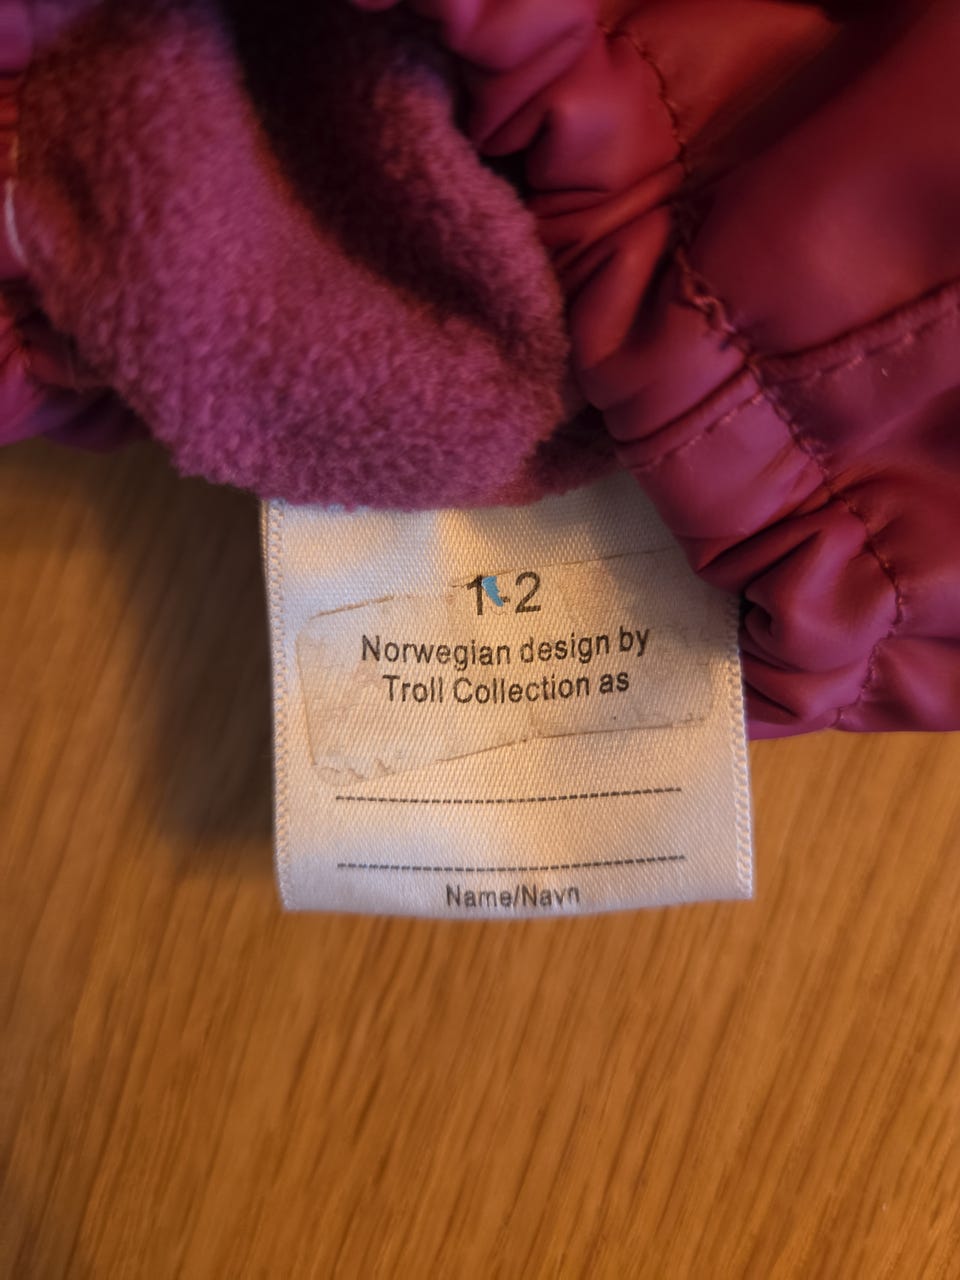 1-2
Norwegian design by
Troll Collection as
Name/Navn